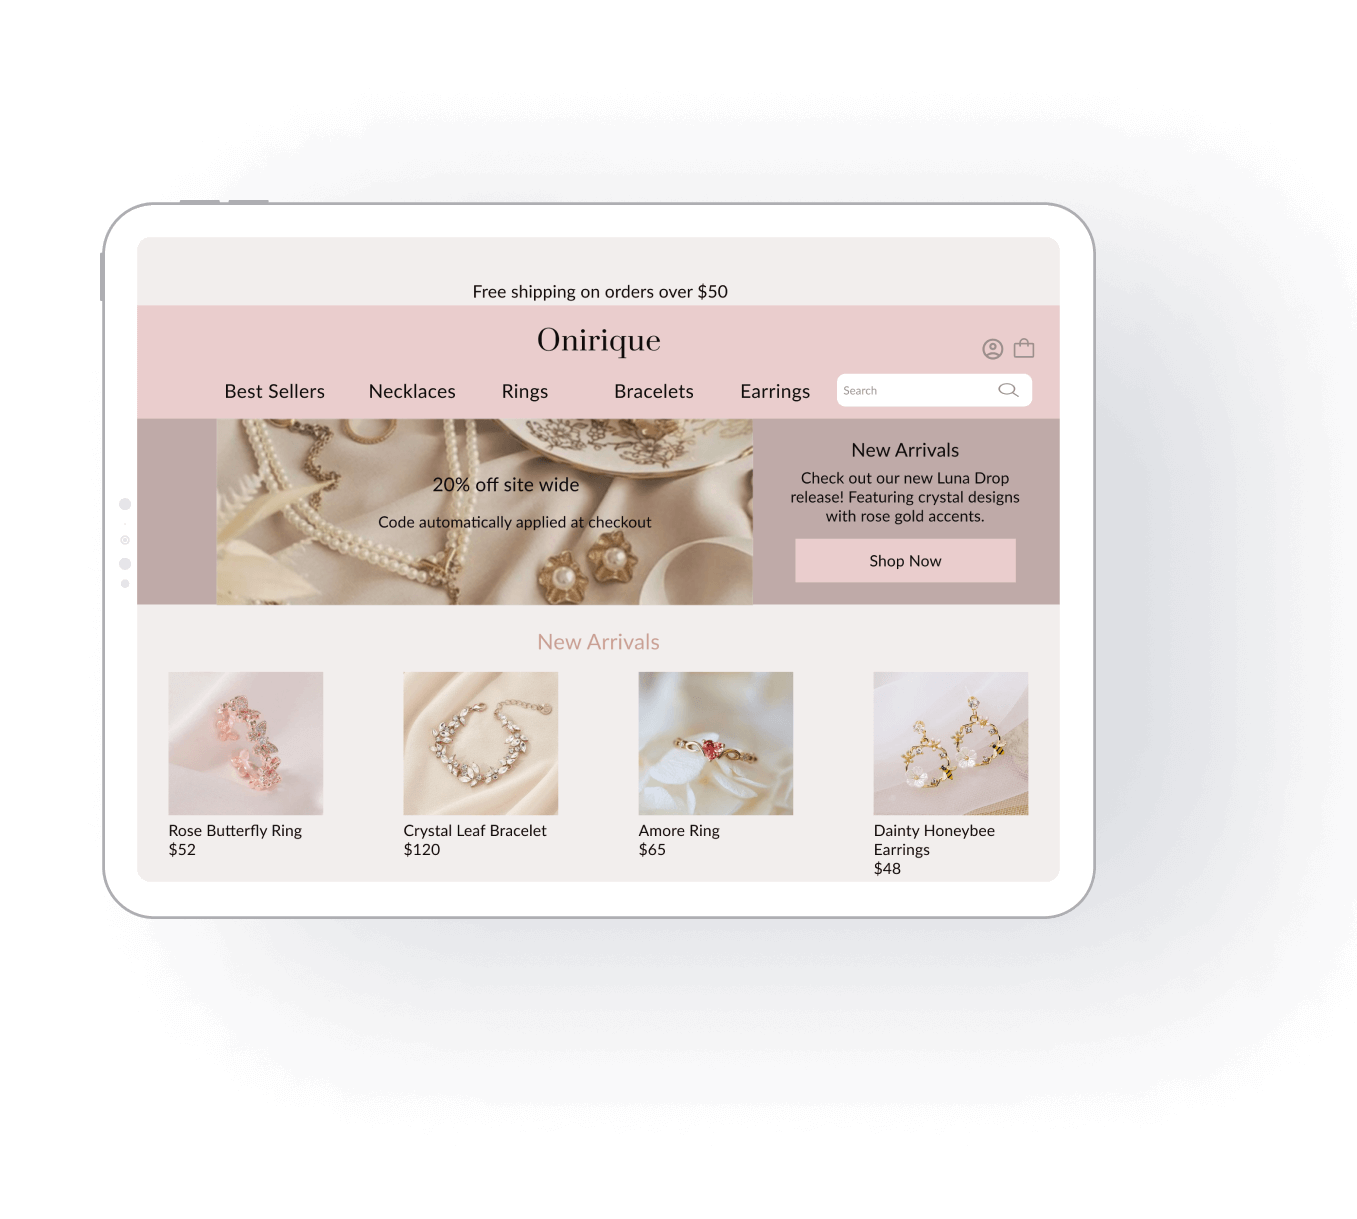 Free shipping on orders over $50
Onirique
Best Sellers
Necklaces
Rings
Bracelets
Earrings
Search
20% off site wide
Code automatically applied at checkout
New Arrivals
Check out our new Luna Drop
release! Featuring crystal designs
with rose gold accents.
Shop Now
New Arrivals
Rose Butterfly Ring
$52
Crystal Leaf Bracelet
$120
Amore Ring
$65
Dainty Honeybee
Earrings
$48